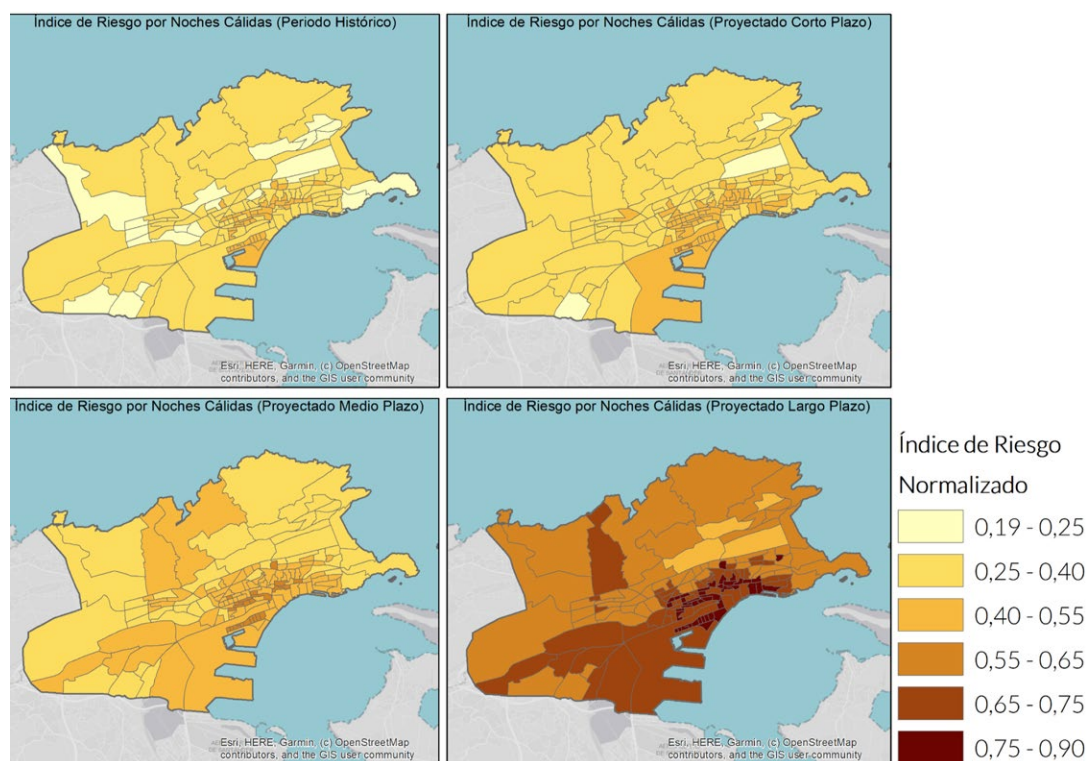 Índice de Riesgo por Noches Cálidas (Periodo Histórico)
Esri, HERE, Garmin, (c) OpenStreetMap
contributors, and the GIS user community
Índice de Riesgo por Noches Cálidas (Proyectado Corto Plazo)
Esri, HERE, Garmin, (c) OpenStreetMap
contributors, and the GIS user community
Índice de Riesgo por Noches Cálidas (Proyectado Medio Plazo)
Esri, HERE, Garmin, (c) OpenStreetMap
contributors, and the GIS user community
Índice de Riesgo por Noches Cálidas (Proyectado Largo Plazo)
Esri, HERE, Garmin, (c) OpenStreetMap
contributors, and the GIS user community
Índice de Riesgo
Normalizado
0,19 - 0,25
0,25 - 0,40
0,40 - 0,55
0,55 - 0,65
0,65 - 0,75
0,75 - 0,90